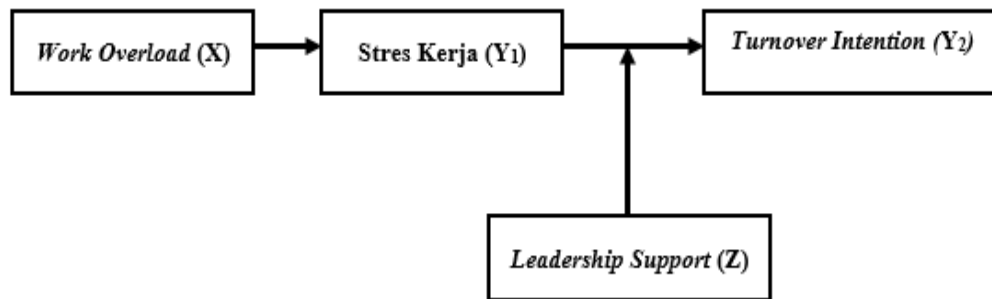 Work Overload (X)
Stres Kerja (Y₁)
Turnover Intention (Y₂)
Leadership Support (Z)